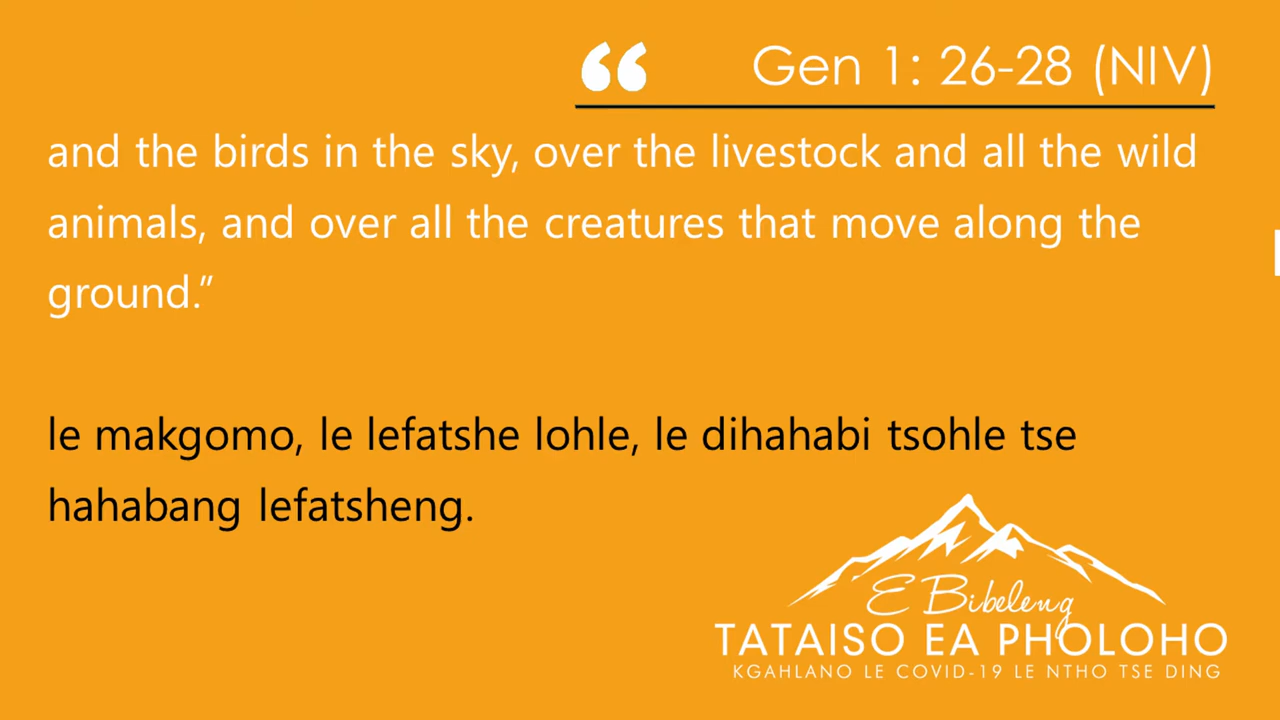 “ Gen 1: 26-28 (NIV)
and the birds in the sky, over the livestock and all the wild
animals, and over all the creatures that move along the
ground.”
le makgomo, le lefatshe lohle, le dihahabi tsohle tse
hahabang lefatsheng.
E Bibeleng
TATAISO EA PHOLOHO
KGAHLANO LE COVID-19 LE NTHO TSE DING